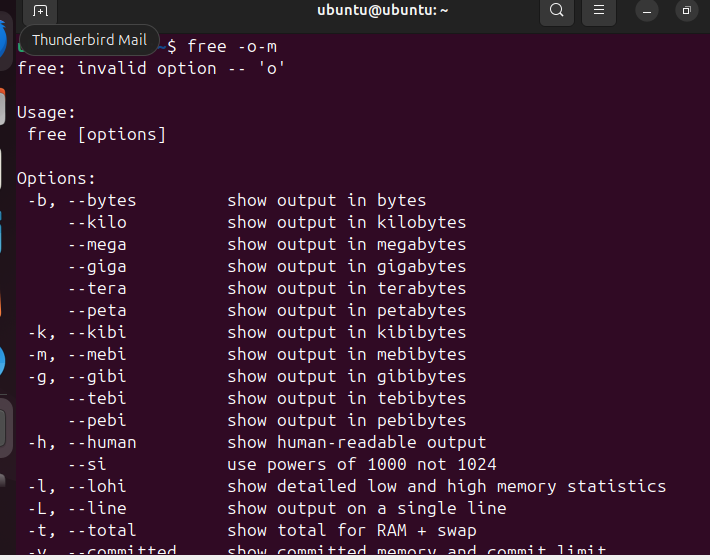 ubuntu@ubuntu: ~
Thunderbird Mail
~$ free -o-m
free: invalid option -- 'o'
Usage:
free [options]
Options:
-b, --bytes show output in bytes
--kilo show output in kilobytes
--mega show output in megabytes
--giga show output in gigabytes
--tera show output in terabytes
--peta show output in petabytes
-k, --kibi show output in kibibytes
-m, --mebi show output in mebibytes
-g, --gibi show output in gibibytes
--tebi show output in tebibytes
--pebi show output in pebibytes
-h, --human show human-readable output
--si use powers of 1000 not 1024
-l, --lohi show detailed low and high memory statistics
-L, --line show output on a single line
-t, --total show total for RAM + swap
-v, --committed show committed memory and commit limit